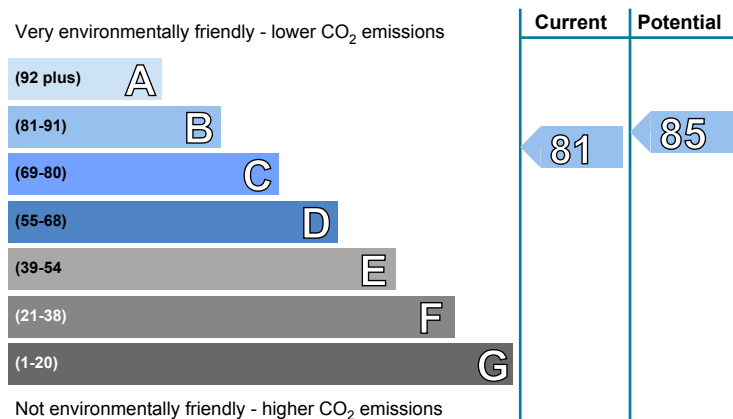 Current Potential
Very environmentally friendly - lower CO2 emissions
(92 plus) A
(81-91) B
81 85
(69-80) C
(55-68) D
(39-54 E
(21-38) F
(1-20) G
Not environmentally friendly - higher CO2 emissions